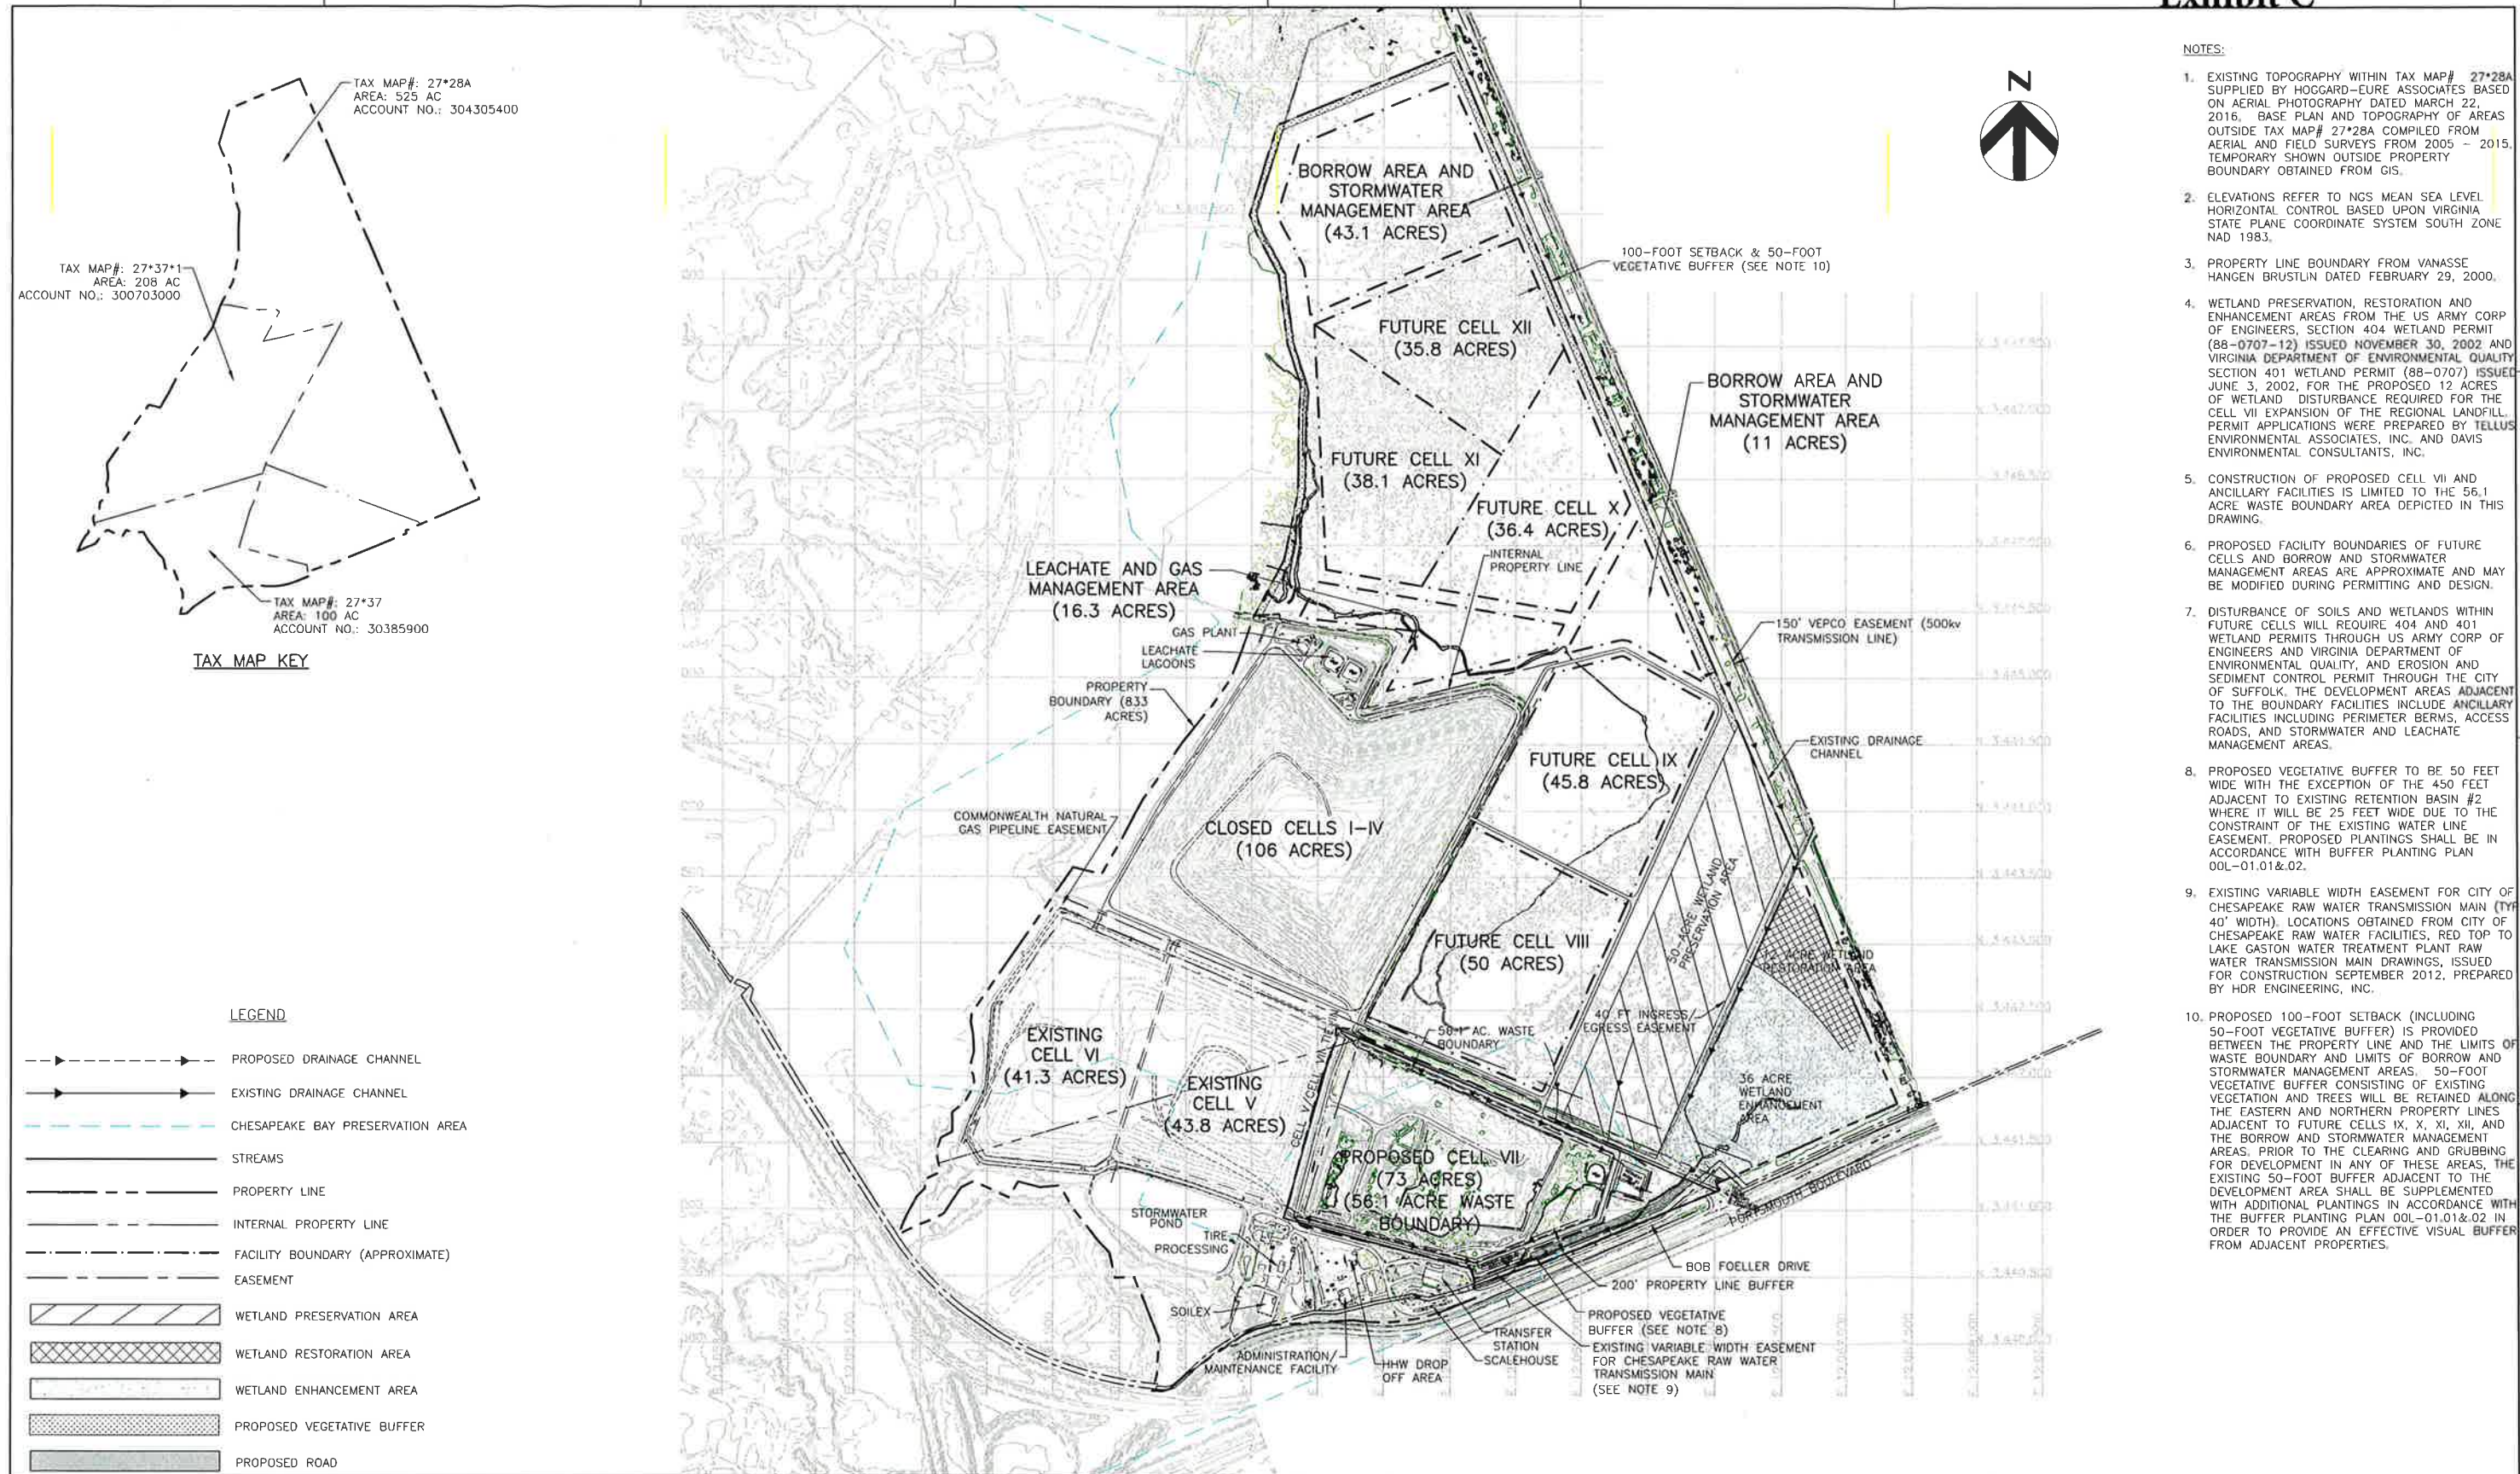 Exhibit C
TAX MAP#: 27*28A
AREA: 525 AC
ACCOUNT NO.: 304305400
TAX MAP#: 27*37*1
AREA: 208 AC
ACCOUNT NO.: 300703000
TAX MAP#: 27*37
AREA: 100 AC
ACCOUNT NO.: 30385900
TAX MAP KEY
LEGEND
PROPOSED DRAINAGE CHANNEL
EXISTING DRAINAGE CHANNEL
CHESAPEAKE BAY PRESERVATION AREA
STREAMS
PROPERTY LINE
INTERNAL PROPERTY LINE
FACILITY BOUNDARY (APPROXIMATE)
EASEMENT
WETLAND PRESERVATION AREA
WETLAND RESTORATION AREA
WETLAND ENHANCEMENT AREA
PROPOSED VEGETATIVE BUFFER
PROPOSED ROAD
N
BORROW AREA AND
STORMWATER
MANAGEMENT AREA
(43.1 ACRES)
100-FOOT SETBACK & 50-FOOT
VEGETATIVE BUFFER (SEE NOTE 10)
FUTURE CELL XII
(35.8 ACRES)
BORROW AREA AND
STORMWATER
MANAGEMENT AREA
(11 ACRES)
FUTURE CELL XI
(38.1 ACRES)
FUTURE CELL X
(36.4 ACRES)
INTERNAL
PROPERTY LINE
LEACHATE AND GAS
MANAGEMENT AREA
(16.3 ACRES)
GAS PLANT
LEACHATE
LAGOONS
150' VEPCO EASEMENT (500kv
TRANSMISSION LINE)
PROPERTY
BOUNDARY (833
ACRES)
EXISTING DRAINAGE
CHANNEL
FUTURE CELL IX
(45.8 ACRES)
COMMONWEALTH NATURAL
GAS PIPELINE EASEMENT
CLOSED CELLS I-IV
(106 ACRES)
50-ACRE WETLAND
PRESERVATION AREA
FUTURE CELL VIII
(50 ACRES)
12 ACRE WETLAND
RESTORATION AREA
40 FT INGRESS/
EGRESS EASEMENT
56.1 AC. WASTE
BOUNDARY
EXISTING
CELL VI
(41.3 ACRES)
EXISTING
CELL V
(43.8 ACRES)
CELL V/CELL VII
36 ACRE
WETLAND
ENHANCEMENT
AREA
PROPOSED CELL VII
(73 ACRES)
(56.1 ACRE WASTE
BOUNDARY)
PORTSMOUTH BOULEVARD
STORMWATER
POND
TIRE
PROCESSING
SOILEX
ADMINISTRATION/
MAINTENANCE FACILITY
HHW DROP
OFF AREA
TRANSFER
STATION
SCALEHOUSE
BOB FOELLER DRIVE
200' PROPERTY LINE BUFFER
PROPOSED VEGETATIVE
BUFFER (SEE NOTE 8)
EXISTING VARIABLE WIDTH EASEMENT
FOR CHESAPEAKE RAW WATER
TRANSMISSION MAIN
(SEE NOTE 9)
NOTES:
1. EXISTING TOPOGRAPHY WITHIN TAX MAP# 27*28A
SUPPLIED BY HOGGARD-EURE ASSOCIATES BASED
ON AERIAL PHOTOGRAPHY DATED MARCH 22,
2016. BASE PLAN AND TOPOGRAPHY OF AREAS
OUTSIDE TAX MAP# 27*28A COMPILED FROM
AERIAL AND FIELD SURVEYS FROM 2005 - 2015.
TEMPORARY SHOWN OUTSIDE PROPERTY
BOUNDARY OBTAINED FROM GIS.
2. ELEVATIONS REFER TO NGS MEAN SEA LEVEL
HORIZONTAL CONTROL BASED UPON VIRGINIA
STATE PLANE COORDINATE SYSTEM SOUTH ZONE
NAD 1983.
3. PROPERTY LINE BOUNDARY FROM VANASSE
HANGEN BRUSTLIN DATED FEBRUARY 29, 2000.
4. WETLAND PRESERVATION, RESTORATION AND
ENHANCEMENT AREAS FROM THE US ARMY CORP
OF ENGINEERS, SECTION 404 WETLAND PERMIT
(88-0707-12) ISSUED NOVEMBER 30, 2002 AND
VIRGINIA DEPARTMENT OF ENVIRONMENTAL QUALITY
SECTION 401 WETLAND PERMIT (88-0707) ISSUED
JUNE 3, 2002, FOR THE PROPOSED 12 ACRES
OF WETLAND DISTURBANCE REQUIRED FOR THE
CELL VII EXPANSION OF THE REGIONAL LANDFILL.
PERMIT APPLICATIONS WERE PREPARED BY TELLUS
ENVIRONMENTAL ASSOCIATES, INC. AND DAVIS
ENVIRONMENTAL CONSULTANTS, INC.
5. CONSTRUCTION OF PROPOSED CELL VII AND
ANCILLARY FACILITIES IS LIMITED TO THE 56.1
ACRE WASTE BOUNDARY AREA DEPICTED IN THIS
DRAWING.
6. PROPOSED FACILITY BOUNDARIES OF FUTURE
CELLS AND BORROW AND STORMWATER
MANAGEMENT AREAS ARE APPROXIMATE AND MAY
BE MODIFIED DURING PERMITTING AND DESIGN.
7. DISTURBANCE OF SOILS AND WETLANDS WITHIN
FUTURE CELLS WILL REQUIRE 404 AND 401
WETLAND PERMITS THROUGH US ARMY CORP OF
ENGINEERS AND VIRGINIA DEPARTMENT OF
ENVIRONMENTAL QUALITY, AND EROSION AND
SEDIMENT CONTROL PERMIT THROUGH THE CITY
OF SUFFOLK. THE DEVELOPMENT AREAS ADJACENT
TO THE BOUNDARY FACILITIES INCLUDE ANCILLARY
FACILITIES INCLUDING PERIMETER BERMS, ACCESS
ROADS, AND STORMWATER AND LEACHATE
MANAGEMENT AREAS.
8. PROPOSED VEGETATIVE BUFFER TO BE 50 FEET
WIDE WITH THE EXCEPTION OF THE 450 FEET
ADJACENT TO EXISTING RETENTION BASIN #2
WHERE IT WILL BE 25 FEET WIDE DUE TO THE
CONSTRAINT OF THE EXISTING WATER LINE
EASEMENT. PROPOSED PLANTINGS SHALL BE IN
ACCORDANCE WITH BUFFER PLANTING PLAN
00L-01.01&.02.
9. EXISTING VARIABLE WIDTH EASEMENT FOR CITY OF
CHESAPEAKE RAW WATER TRANSMISSION MAIN (TYP
40' WIDTH). LOCATIONS OBTAINED FROM CITY OF
CHESAPEAKE RAW WATER FACILITIES, RED TOP TO
LAKE GASTON WATER TREATMENT PLANT RAW
WATER TRANSMISSION MAIN DRAWINGS, ISSUED
FOR CONSTRUCTION SEPTEMBER 2012, PREPARED
BY HDR ENGINEERING, INC.
10. PROPOSED 100-FOOT SETBACK (INCLUDING
50-FOOT VEGETATIVE BUFFER) IS PROVIDED
BETWEEN THE PROPERTY LINE AND THE LIMITS OF
WASTE BOUNDARY AND LIMITS OF BORROW AND
STORMWATER MANAGEMENT AREAS. 50-FOOT
VEGETATIVE BUFFER CONSISTING OF EXISTING
VEGETATION AND TREES WILL BE RETAINED ALONG
THE EASTERN AND NORTHERN PROPERTY LINES
ADJACENT TO FUTURE CELLS IX, X, XI, XII, AND
THE BORROW AND STORMWATER MANAGEMENT
AREAS. PRIOR TO THE CLEARING AND GRUBBING
FOR DEVELOPMENT IN ANY OF THESE AREAS, THE
EXISTING 50-FOOT BUFFER ADJACENT TO THE
DEVELOPMENT AREA SHALL BE SUPPLEMENTED
WITH ADDITIONAL PLANTINGS IN ACCORDANCE WITH
THE BUFFER PLANTING PLAN 00L-01.01&.02 IN
ORDER TO PROVIDE AN EFFECTIVE VISUAL BUFFER
FROM ADJACENT PROPERTIES.